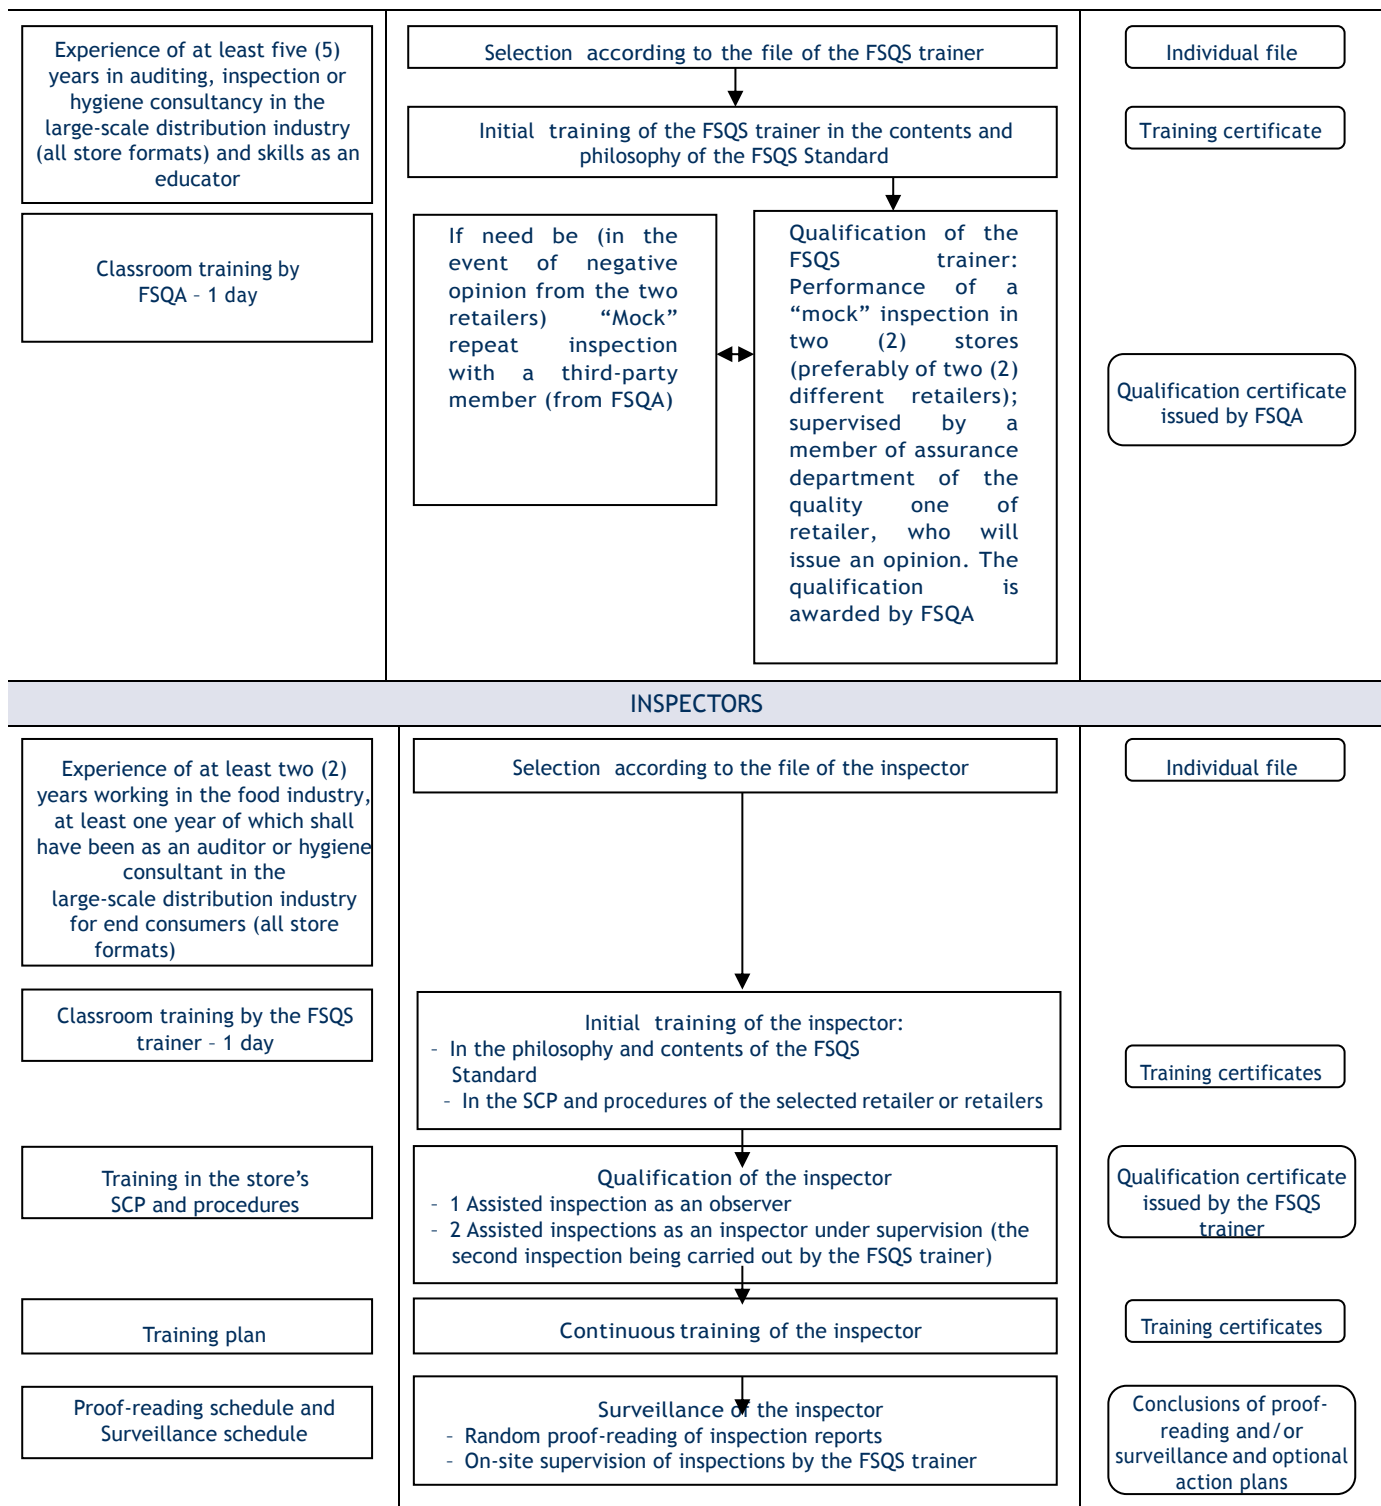 Experience of at least five (5)
years in auditing, inspection or
hygiene consultancy in the
large-scale distribution industry
(all store formats) and skills as an
educator
Selection according to the file of the FSQS trainer
Individual file
Initial training of the FSQS trainer in the contents and
philosophy of the FSQS Standard
Training certificate
Classroom training by
FSQA – 1 day
If need be (in the
event of negative
opinion from the two
retailers) “Mock”
repeat inspection
with a third-party
member (from FSQA)
Qualification of the
FSQS trainer:
Performance of a
“mock” inspection in
two (2) stores
(preferably of two (2)
different retailers);
supervised by a
member of assurance
department of the
quality one of
retailer, who will
issue an opinion. The
qualification is
awarded by FSQA
Qualification certificate
issued by FSQA
INSPECTORS
Experience of at least two (2)
years working in the food industry,
at least one year of which shall
have been as an auditor or hygiene
consultant in the
large-scale distribution industry
for end consumers (all store
formats)
Selection according to the file of the inspector
Individual file
Classroom training by the FSQS
trainer – 1 day
Initial training of the inspector:
- In the philosophy and contents of the FSQS
Standard
- In the SCP and procedures of the selected retailer or retailers
Training certificates
Training in the store’s
SCP and procedures
Qualification of the inspector
- 1 Assisted inspection as an observer
- 2 Assisted inspections as an inspector under supervision (the
second inspection being carried out by the FSQS trainer)
Qualification certificate
issued by the FSQS
trainer
Training plan
Continuous training of the inspector
Training certificates
Proof-reading schedule and
Surveillance schedule
Surveillance of the inspector
- Random proof-reading of inspection reports
- On-site supervision of inspections by the FSQS trainer
Conclusions of proof-
reading and/or
surveillance and optional
action plans